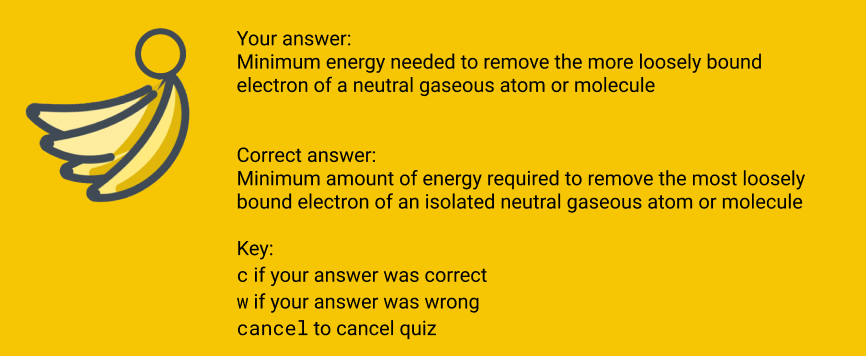 Your answer:
Minimum energy needed to remove the more loosely bound
electron of a neutral gaseous atom or molecule
Correct answer:
Minimum amount of energy required to remove the most loosely
bound electron of an isolated neutral gaseous atom or molecule
Key:
c if your answer was correct
w if your answer was wrong
cancel to cancel quiz